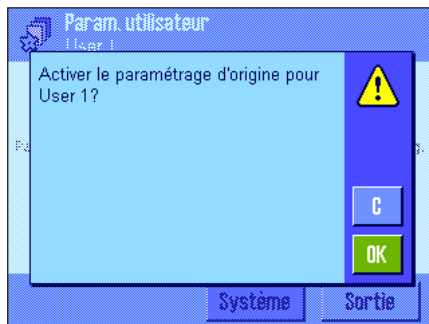 Param. utilisateur
User 1
Activer le paramétrage d'origine pour
User 1?
C
OK
Système
Sortie